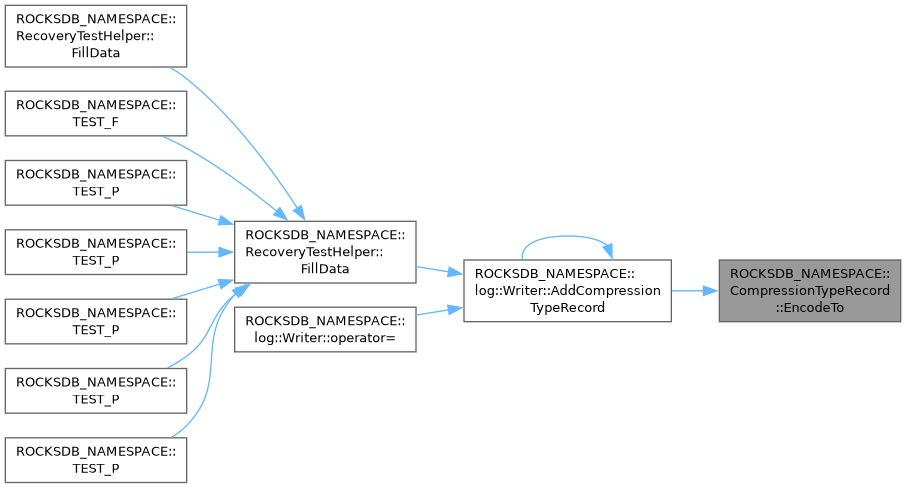 ROCKSDB_NAMESPACE::
RecoveryTestHelper::
FillData
ROCKSDB_NAMESPACE::
TEST_F
ROCKSDB_NAMESPACE::
TEST_P
ROCKSDB_NAMESPACE::
TEST_P
ROCKSDB_NAMESPACE::
TEST_P
ROCKSDB_NAMESPACE::
TEST_P
ROCKSDB_NAMESPACE::
TEST_P
ROCKSDB_NAMESPACE::
RecoveryTestHelper::
FillData
ROCKSDB_NAMESPACE::
log::Writer::operator=
ROCKSDB_NAMESPACE::
log::Writer::AddCompression
TypeRecord
ROCKSDB_NAMESPACE::
CompressionTypeRecord
::EncodeTo